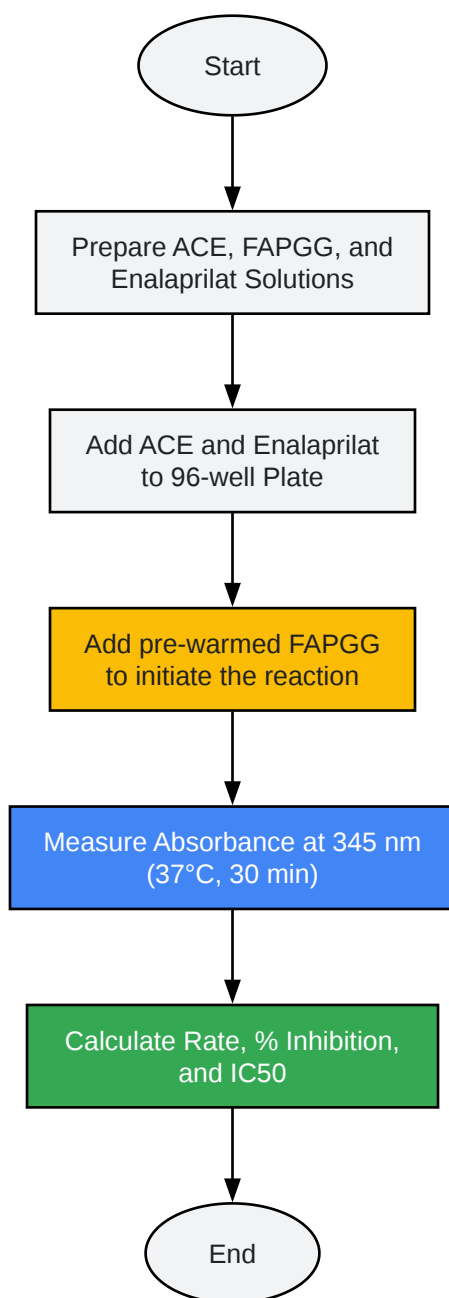 Start
Prepare ACE, FAPGG, and
Enalaprilat Solutions
Add ACE and Enalaprilat
to 96-well Plate
Add pre-warmed FAPGG
to initiate the reaction
Measure Absorbance at 345 nm
(37°C, 30 min)
Calculate Rate, % Inhibition,
and IC50
End